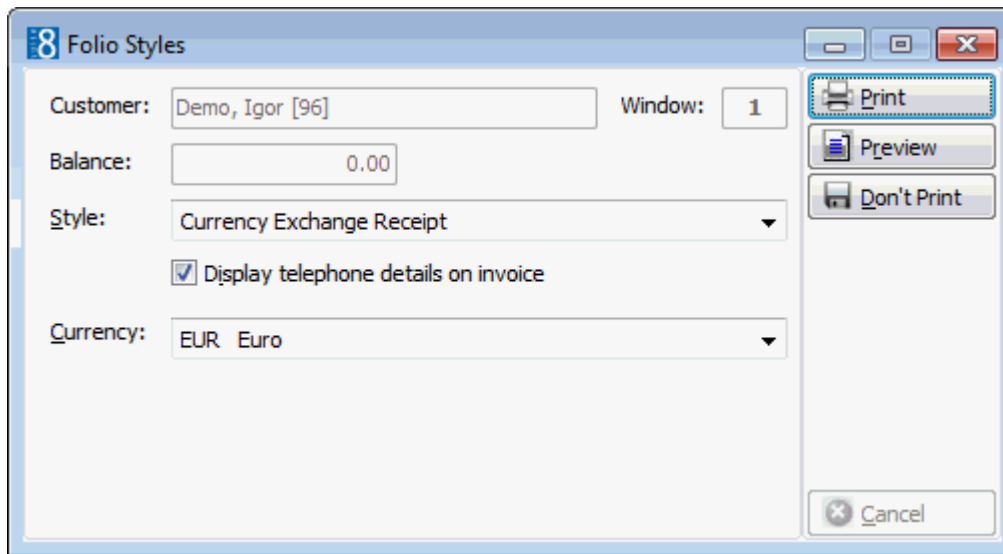 8 Folio Styles
Customer: Demo, Igor [96] Window: 1
Print
Balance: 0.00
Preview
Style: Currency Exchange Receipt
Don't Print
Display telephone details on invoice
Currency: EUR Euro
Cancel